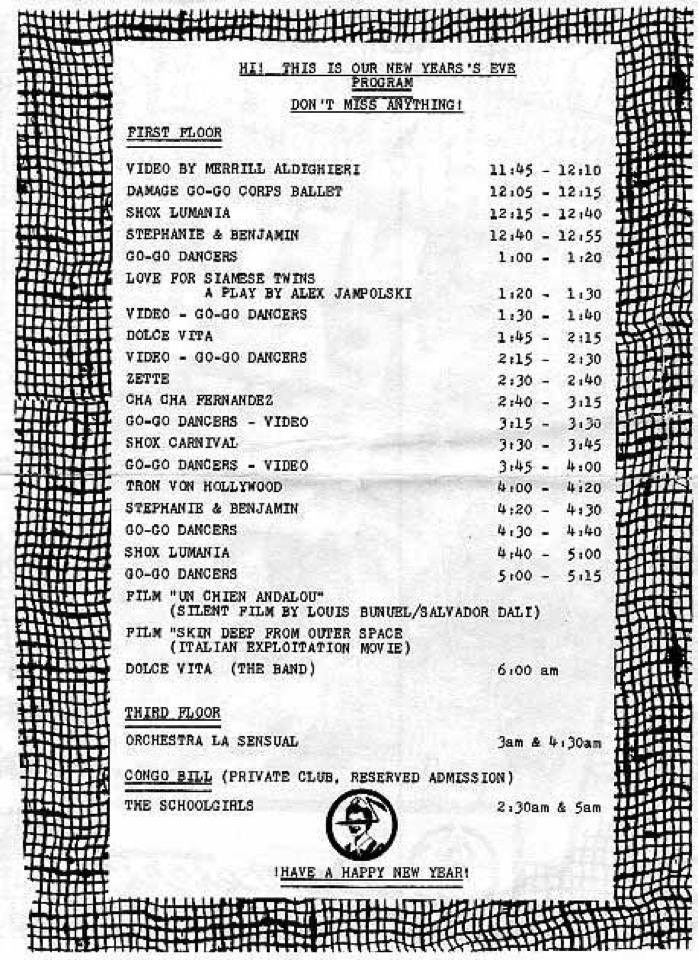 HI! THIS IS OUR NEW YEARS'S EVE
PROGRAM
DON'T MISS ANYTHING!
FIRST FLOOR
VIDEO BY MERRILL ALDIGHIERI 11:45 - 12:10
DAMAGE GO-GO CORPS BALLET 12:05 - 12:15
SHOX LUMANIA 12:15 - 12:40
STEPHANIE & BENJAMIN 12:40 - 12:55
GO-GO DANCERS 1:00 - 1:20
LOVE FOR SIAMESE TWINS
A PLAY BY ALEX JAMPOLSKI 1:20 - 1:30
VIDEO - GO-GO DANCERS 1:30 - 1:40
DOLCE VITA 1:45 - 2:15
VIDEO - GO-GO DANCERS 2:15 - 2:30
ZETTE 2:30 - 2:40
CHA CHA FERNANDEZ 2:40 - 3:15
GO-GO DANCERS - VIDEO 3:15 - 3:30
SHOX CARNIVAL 3:30 - 3:45
GO-GO DANCERS - VIDEO 3:45 - 4:00
TRON VON HOLLYWOOD 4:00 - 4:20
STEPHANIE & BENJAMIN 4:20 - 4:30
GO-GO DANCERS 4:30 - 4:40
SHOX LUMANIA 4:40 - 5:00
GO-GO DANCERS 5:00 - 5:15
FILM "UN CHIEN ANDALOU"
(SILENT FILM BY LOUIS BUNUEL/SALVADOR DALI)
FILM "SKIN DEEP FROM OUTER SPACE
(ITALIAN EXPLOITATION MOVIE)
DOLCE VITA (THE BAND) 6:00 am
THIRD FLOOR
ORCHESTRA LA SENSUAL 3am & 4:30am
CONGO BILL (PRIVATE CLUB, RESERVED ADMISSION)
THE SCHOOLGIRLS 2:30am & 5am
!HAVE A HAPPY NEW YEAR!